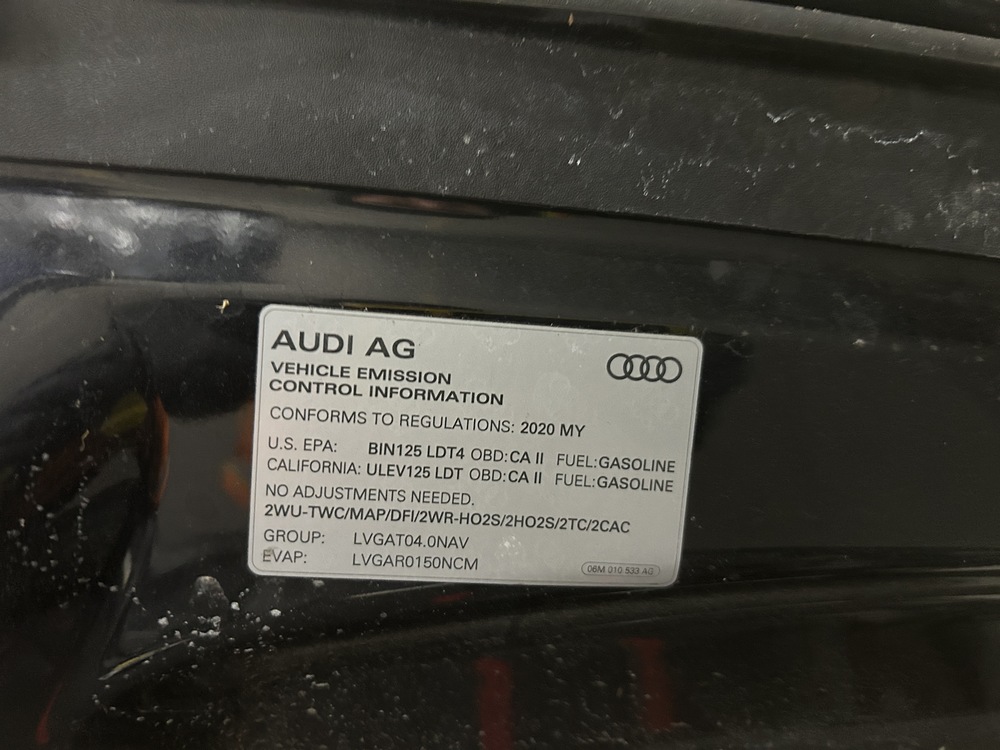 AUDI AG
VEHICLE EMISSION
CONTROL INFORMATION
CONFORMS TO REGULATIONS: 2020 MY
U.S. EPA: BIN125 LDT4 OBD:CA II FUEL:GASOLINE
CALIFORNIA: ULEV125 LDT OBD:CA II FUEL:GASOLINE
NO ADJUSTMENTS NEEDED.
2WU-TWC/MAP/DFI/2WR-HO2S/2HO2S/2TC/2CAC
GROUP: LVGAT04.0NAV
EVAP: LVGAR0150NCM
06M 010 533 AG